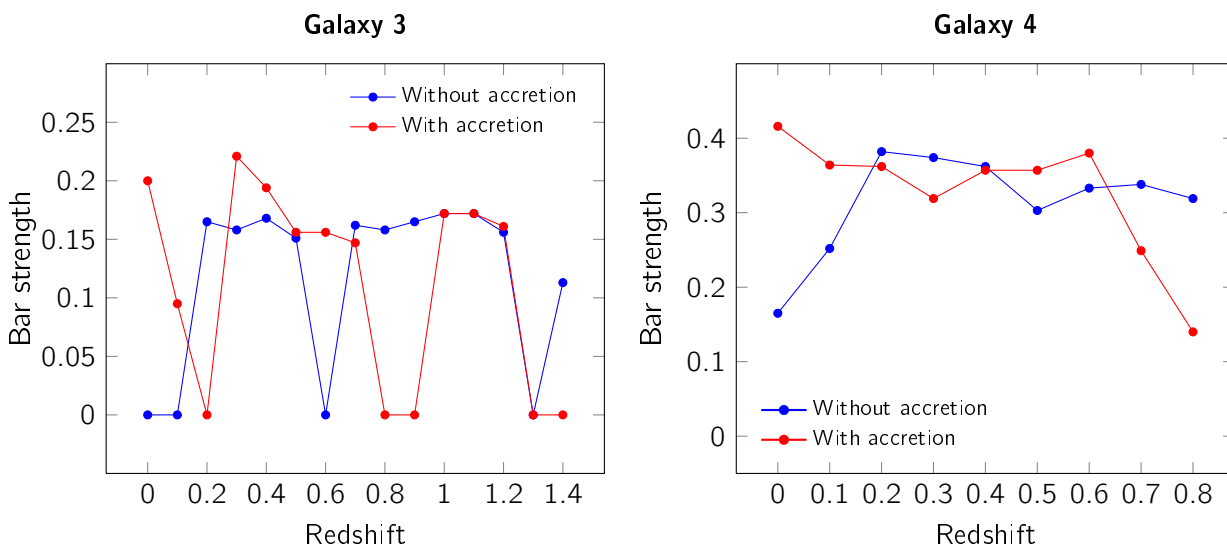 Galaxy 3
Without accretion
With accretion
0.25
0.2
0.15
0.1
0.05
0
Bar strength
0 0.2 0.4 0.6 0.8 1 1.2 1.4
Redshift
Galaxy 4
0.4
0.3
0.2
0.1
0
Bar strength
Without accretion
With accretion
0 0.1 0.2 0.3 0.4 0.5 0.6 0.7 0.8
Redshift